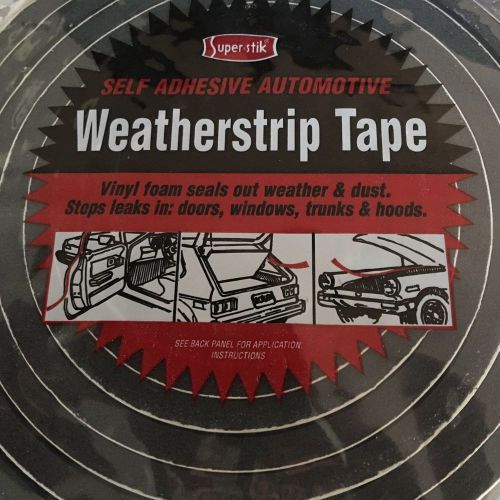 Super·stik®
SELF ADHESIVE AUTOMOTIVE
Weatherstrip Tape
Vinyl foam seals out weather & dust.
Stops leaks in: doors, windows, trunks & hoods.
SEE BACK PANEL FOR APPLICATION
INSTRUCTIONS